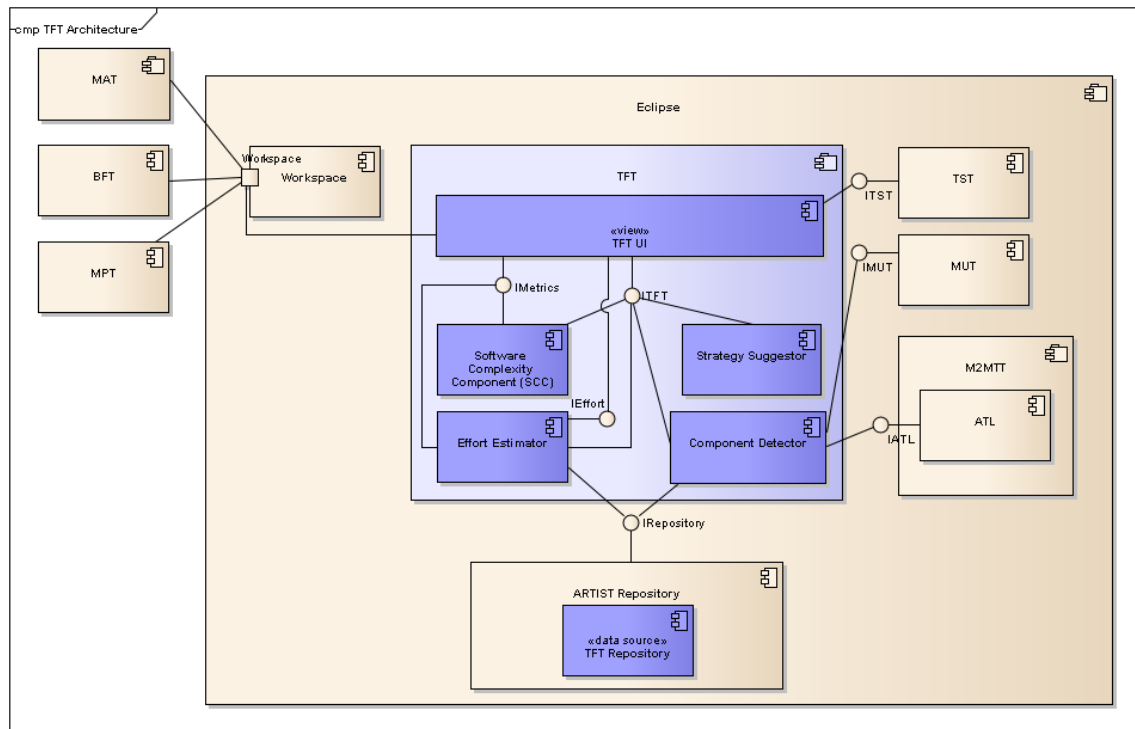 cmp TFT Architecture
MAT
Eclipse
BFT
Workspace
Workspace
TFT
TST
ITST
«view»
TFT UI
MPT
IMUT
MUT
IMetrics
ITFT
Software
Complexity
Component (SCC)
Strategy Suggestor
M2MTT
IEffort
ATL
Effort Estimator
Component Detector
IATL
IRepository
ARTIST Repository
«data source»
TFT Repository